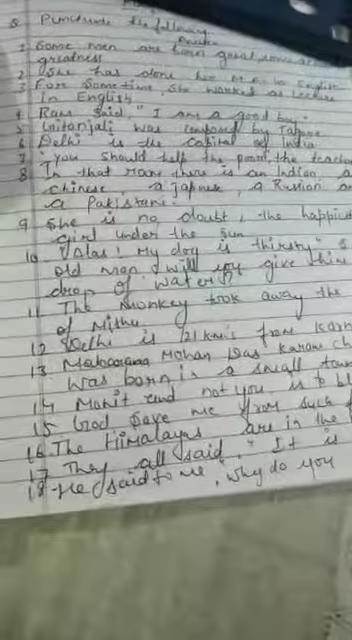 Q Punctuate the following
1 Some men are born great, some
greatness
2 She has done her M.A. in English
3 For some time, she worked as lecturer
in English
4 Ram said "I am a good boy"
5 Gitanjali was composed by Tagore
6 Delhi is the capital of India
7 "you should help the poor", the teacher
8 In that room there is an Indian, a
Chinese, a Japnese, a Russian and
a Pakistani.
9 She is no doubt, the happiest
girl under the sun
10 "Alas! My dog is thirsty"
old man "will you give him
drop of water?"
11 The monkey took away the
of Nishu
12 Delhi is 121 km's from Karn
13 Mohan Das Karam Ch
was born in a small town
14 Mohit and not you is to bl
15 God save me from such f
16 The Himalayas are in the
17 They all said, "It is
18 He said to me, "why do you